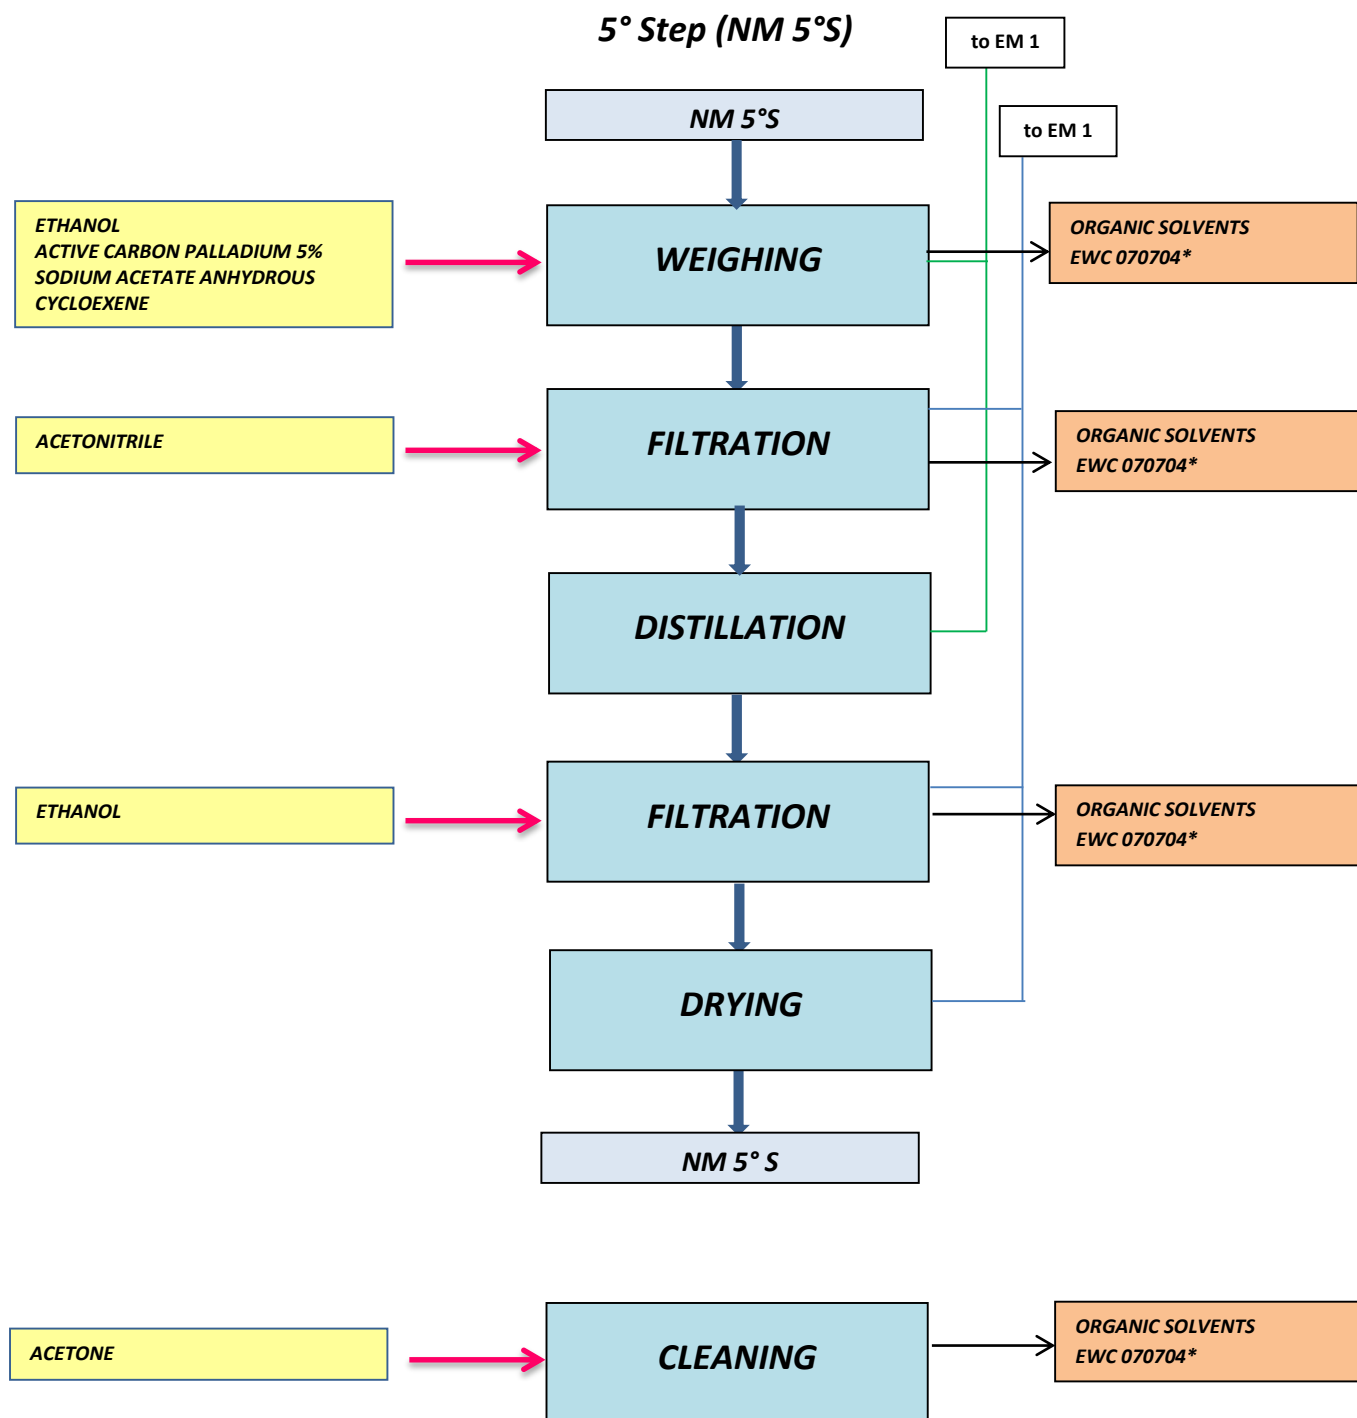 5° Step (NM 5°S)
to EM 1
NM 5°S
to EM 1
ETHANOL
ACTIVE CARBON PALLADIUM 5%
SODIUM ACETATE ANHYDROUS
CYCLOEXENE
WEIGHING
ORGANIC SOLVENTS
EWC 070704*
ACETONITRILE
FILTRATION
ORGANIC SOLVENTS
EWC 070704*
DISTILLATION
ETHANOL
FILTRATION
ORGANIC SOLVENTS
EWC 070704*
DRYING
NM 5° S
ACETONE
CLEANING
ORGANIC SOLVENTS
EWC 070704*